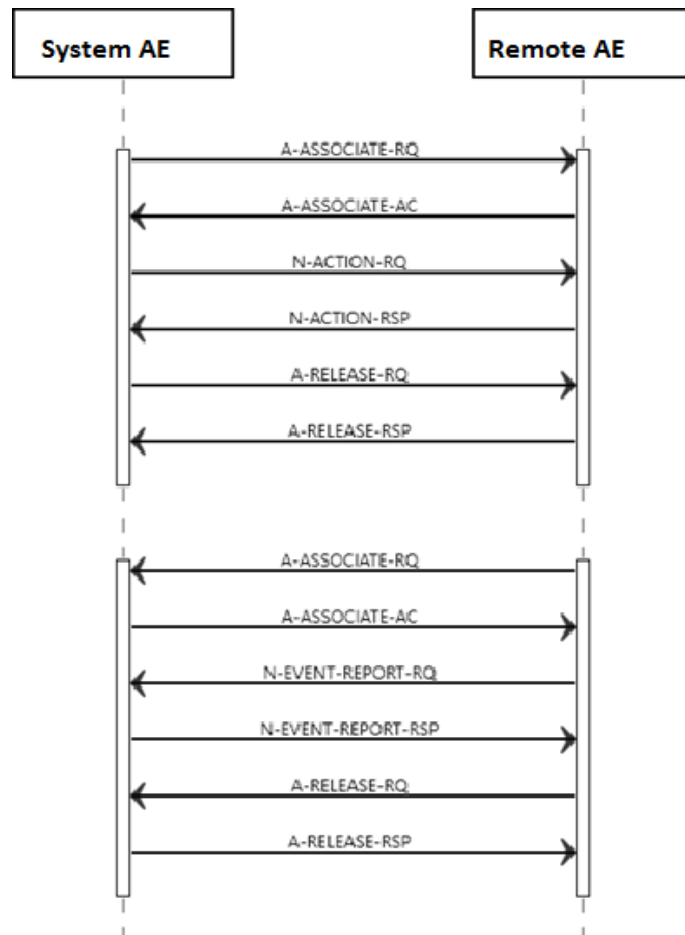 System AE
Remote AE
A-ASSOCIATE-RQ
A-ASSOCIATE-AC
N-ACTION-RQ
N-ACTION-RSP
A-RELEASE-RQ
A-RELEASE-RSP
A-ASSOCIATE-RQ
A-ASSOCIATE-AC
N-EVENT-REPORT-RQ
N-EVENT-REPORT-RSP
A-RELEASE-RQ
A-RELEASE-RSP